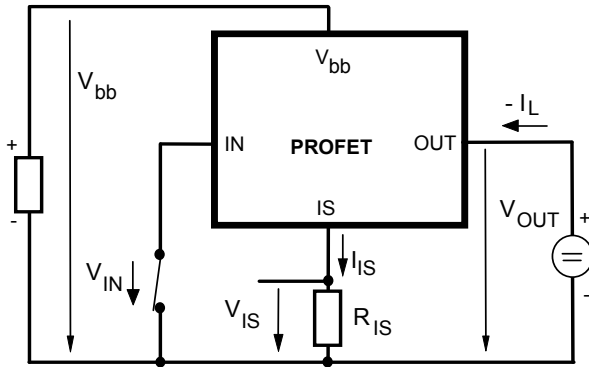 V_bb
V_bb
- I_L
IN
PROFET
OUT
IS
+
-
V_IN
I_IS
V_OUT
+
-
V_IS
R_IS